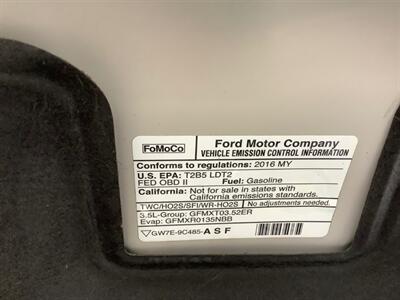 FoMoCo
Ford Motor Company
VEHICLE EMISSION CONTROL INFORMATION
Conforms to regulations: 2016 MY
U.S. EPA: T2B5 LDT2
FED OBD II Fuel: Gasoline
California: Not for sale in states with
California emissions standards.
TWC/HO2S/SFI/WR-HO2S No adjustments needed.
3.5L-Group: GFMXT03.52ER
Evap: GFMXR0135NBB
GW7E-9C485-A S F